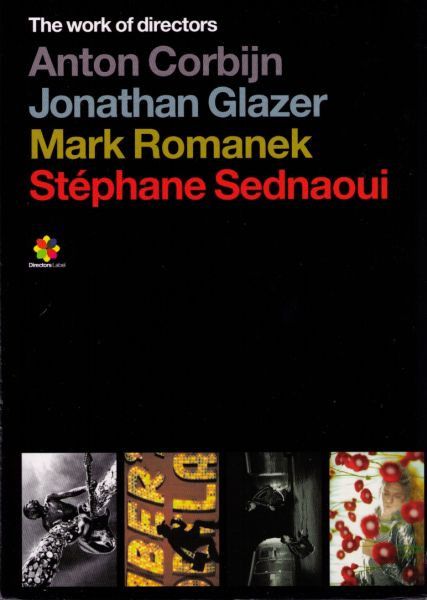 The work of directors
Anton Corbijn
Jonathan Glazer
Mark Romanek
Stéphane Sednaoui
Directors Label